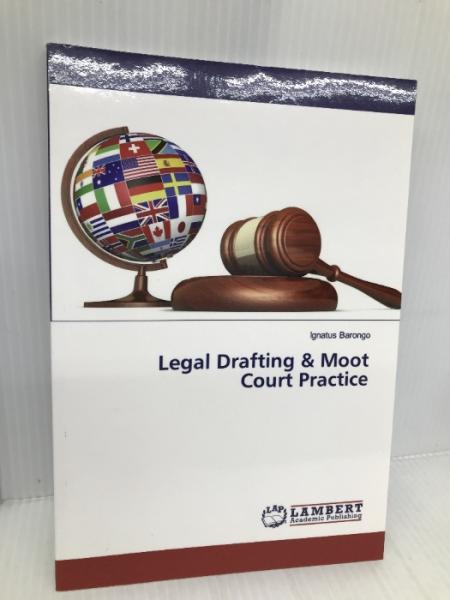 Ignatus Barongo
Legal Drafting & Moot
Court Practice
LAP
LAMBERT
Academic Publishing